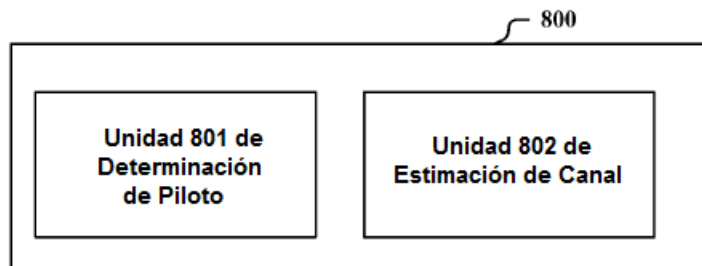 800
Unidad 801 de
Determinación
de Piloto
Unidad 802 de
Estimación de Canal